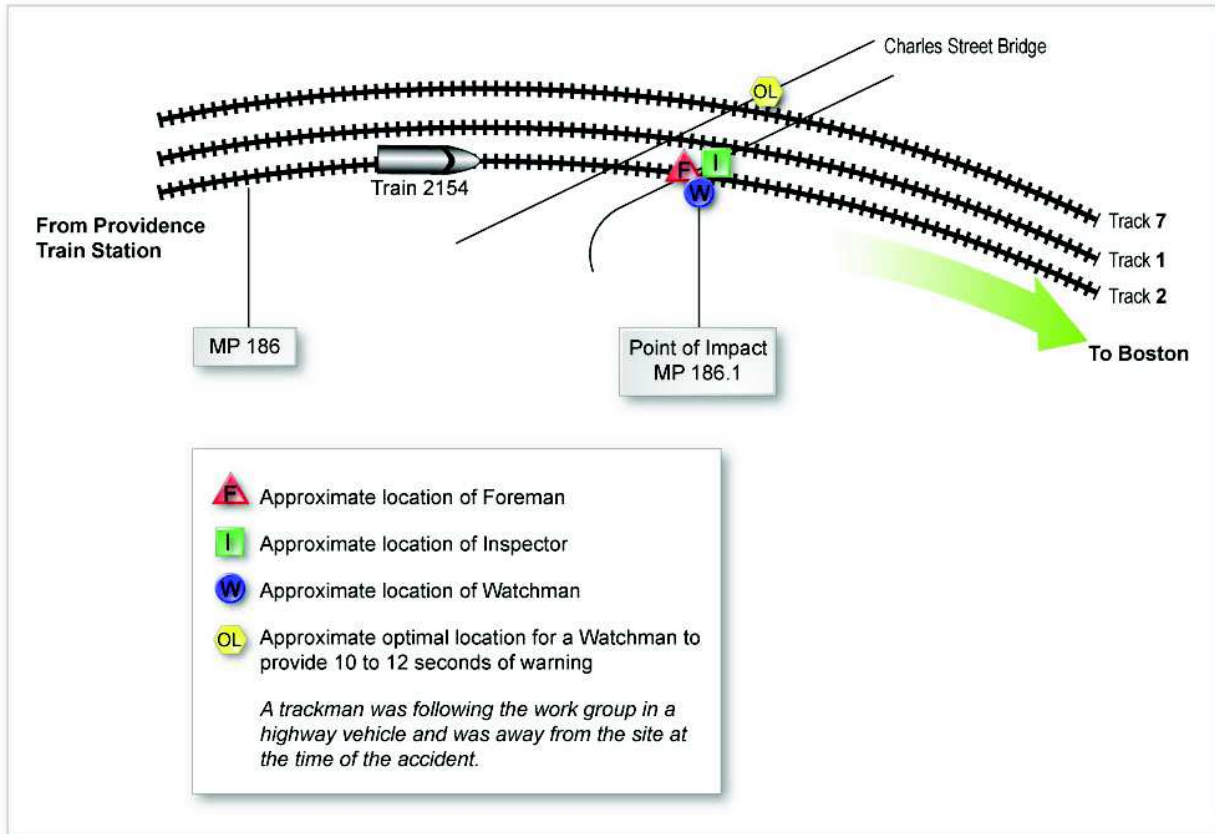 Charles Street Bridge
OL
F
I
W
Train 2154
From Providence
Train Station
Track 7
Track 1
Track 2
To Boston
MP 186
Point of Impact
MP 186.1
F Approximate location of Foreman
I Approximate location of Inspector
W Approximate location of Watchman
OL Approximate optimal location for a Watchman to
provide 10 to 12 seconds of warning
A trackman was following the work group in a
highway vehicle and was away from the site at
the time of the accident.